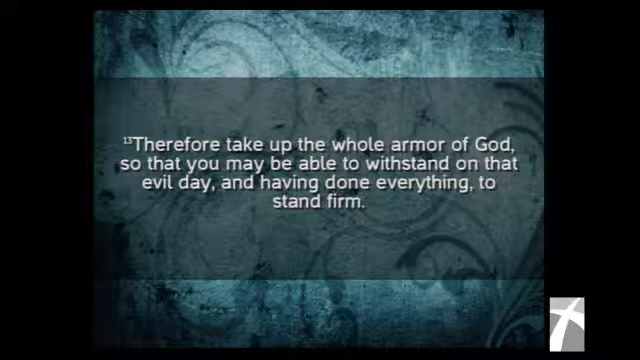 ¹³Therefore take up the whole armor of God,
so that you may be able to withstand on that
evil day, and having done everything, to
stand firm.